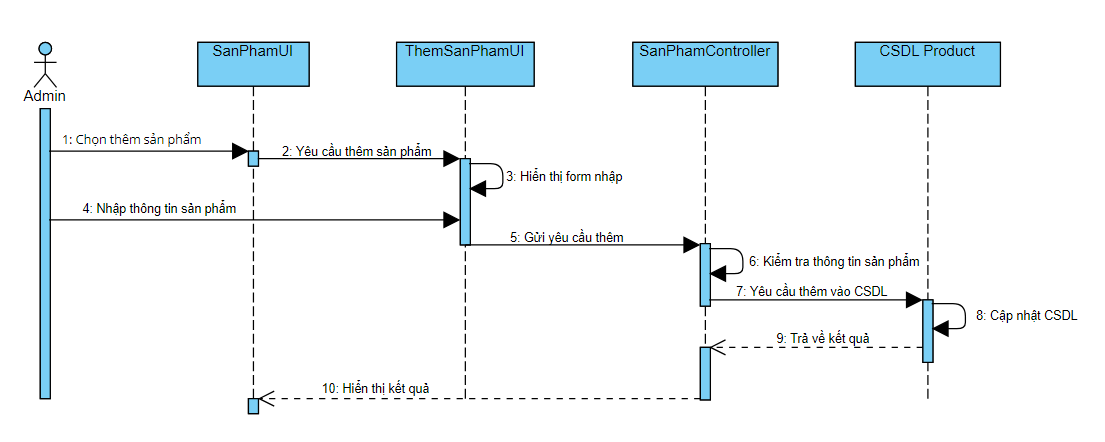 SanPhamUI
ThemSanPhamUI
SanPhamController
CSDL Product
Admin
1: Chọn thêm sản phẩm
2: Yêu cầu thêm sản phẩm
3: Hiển thị form nhập
4: Nhập thông tin sản phẩm
5: Gửi yêu cầu thêm
6: Kiểm tra thông tin sản phẩm
7: Yêu cầu thêm vào CSDL
8: Cập nhật CSDL
9: Trả về kết quả
10: Hiển thị kết quả